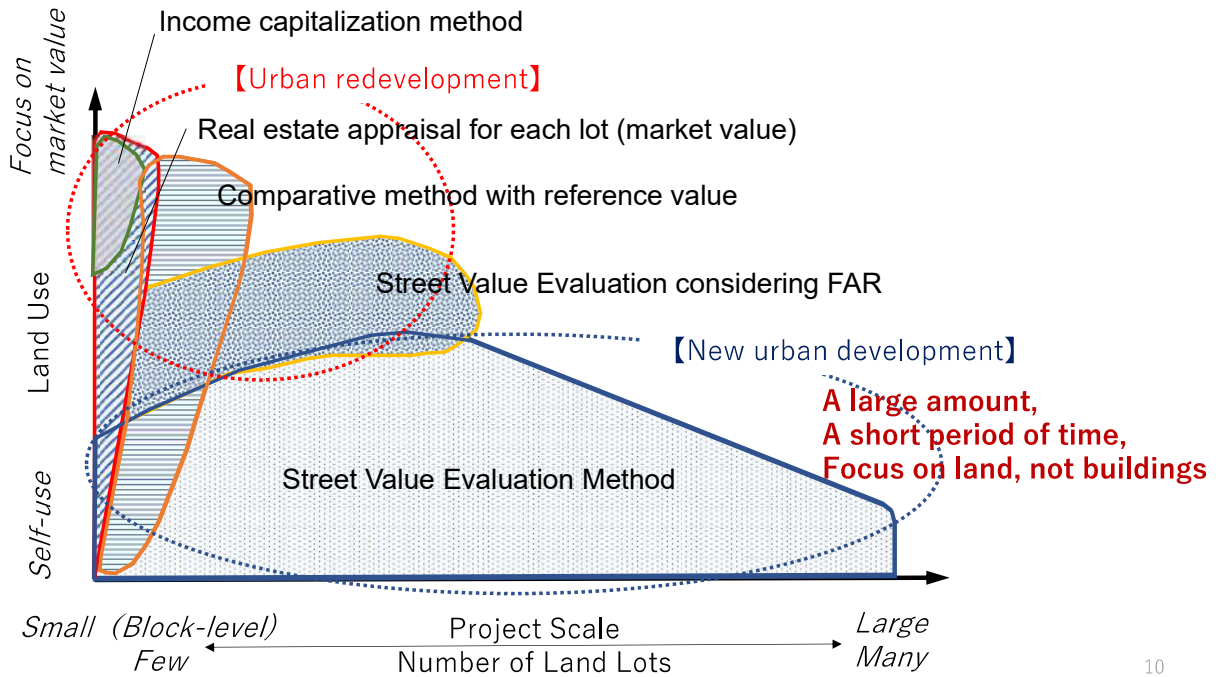 Income capitalization method
Focus on
market value
【Urban redevelopment】
Real estate appraisal for each lot (market value)
Comparative method with reference value
Street Value Evaluation considering FAR
Land Use
【New urban development】
A large amount,
A short period of time,
Focus on land, not buildings
Street Value Evaluation Method
Self-use
Small (Block-level)
Few
Project Scale
Number of Land Lots
Large
Many
10